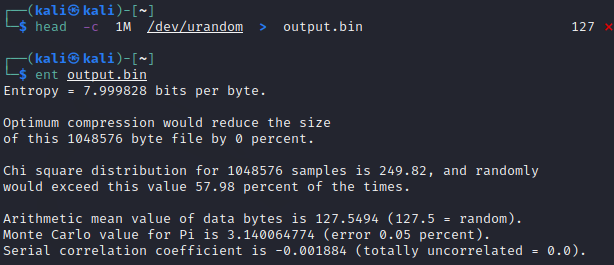 ┌──(kali㉿kali)-[~]
└─$ head -c 1M /dev/urandom > output.bin 127 ⨯
┌──(kali㉿kali)-[~]
└─$ ent output.bin
Entropy = 7.999828 bits per byte.
Optimum compression would reduce the size
of this 1048576 byte file by 0 percent.
Chi square distribution for 1048576 samples is 249.82, and randomly
would exceed this value 57.98 percent of the times.
Arithmetic mean value of data bytes is 127.5494 (127.5 = random).
Monte Carlo value for Pi is 3.140064774 (error 0.05 percent).
Serial correlation coefficient is -0.001884 (totally uncorrelated = 0.0).